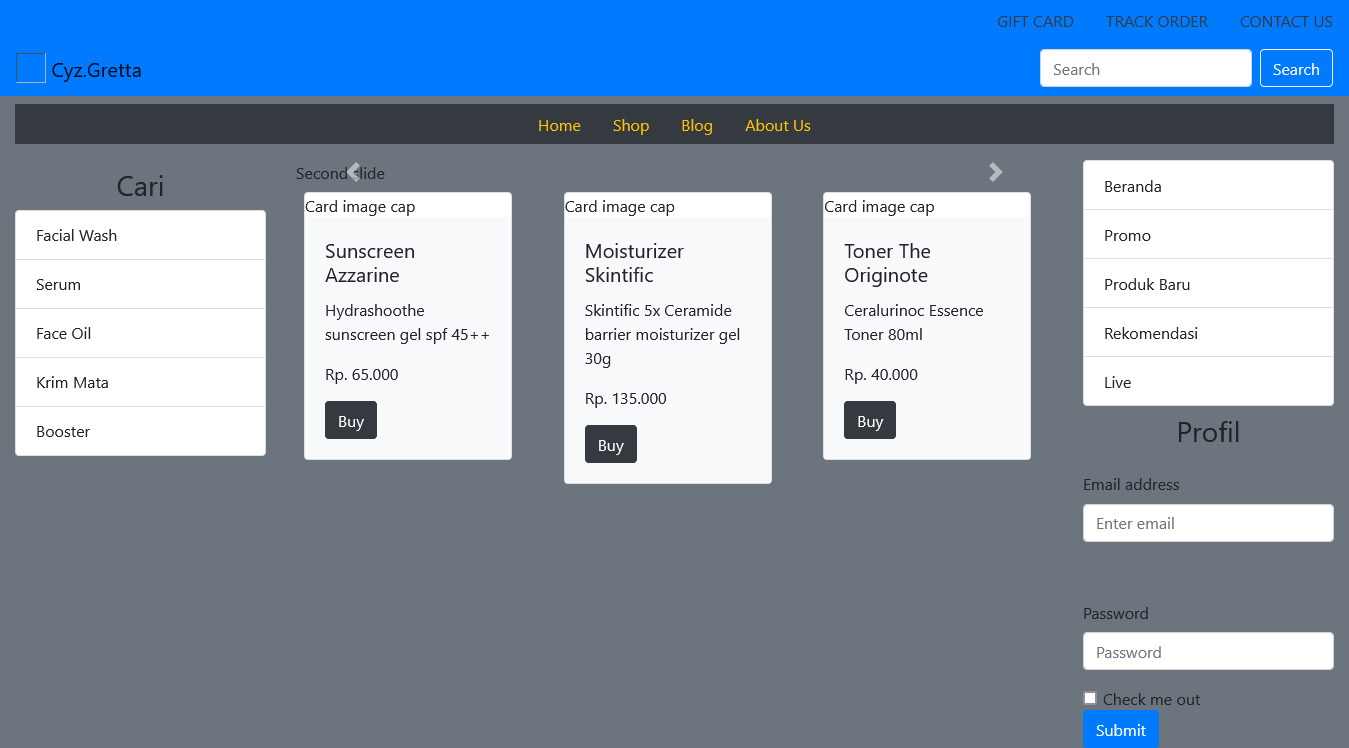 GIFT CARD TRACK ORDER CONTACT US
Cyz.Gretta
Search Search
Home Shop Blog About Us
Cari
Facial Wash
Serum
Face Oil
Krim Mata
Booster
Second slide
Card image cap
Sunscreen
Azzarine
Hydrashoothe
sunscreen gel spf 45++
Rp. 65.000
Buy
Card image cap
Moisturizer
Skintific
Skintific 5x Ceramide
barrier moisturizer gel
30g
Rp. 135.000
Buy
Card image cap
Toner The
Originote
Ceralurinoc Essence
Toner 80ml
Rp. 40.000
Buy
Beranda
Promo
Produk Baru
Rekomendasi
Live
Profil
Email address
Enter email
Password
Password
Check me out
Submit